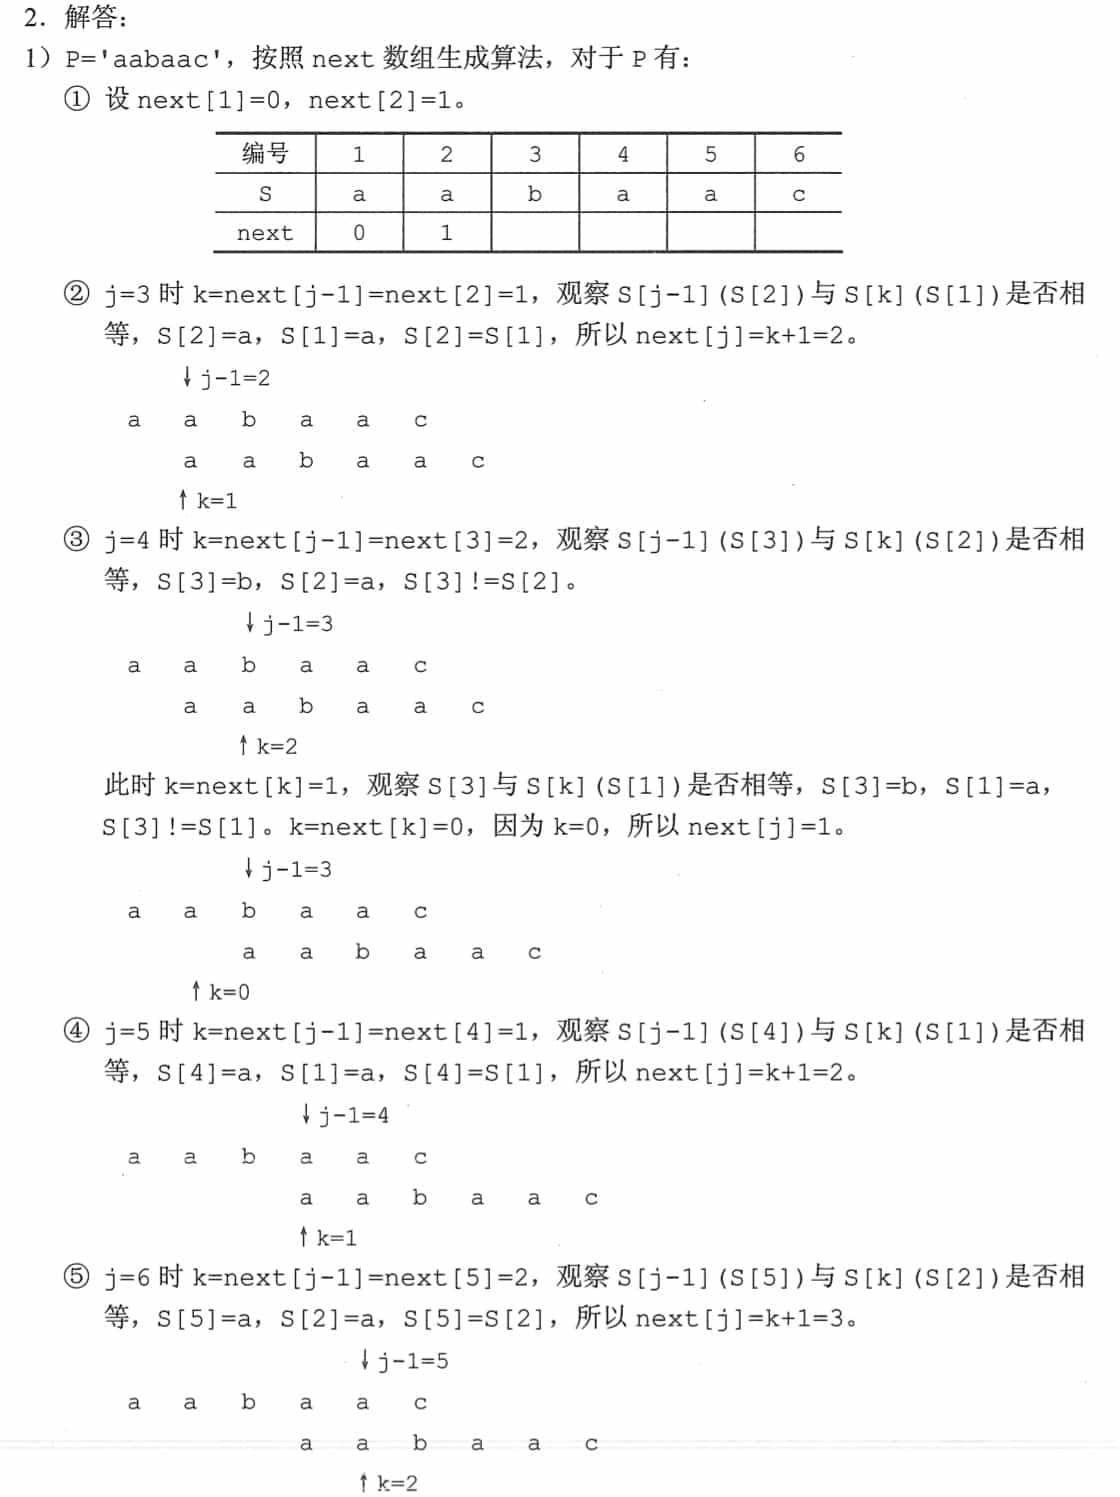 2. 解答：
1）P='aabaac'，按照 next 数组生成算法，对于 P 有：
① 设 next[1]=0，next[2]=1。
编号 1 2 3 4 5 6
S a a b a a c
next 0 1
② j=3 时 k=next[j-1]=next[2]=1，观察 S[j-1](S[2])与 S[k](S[1])是否相
等，S[2]=a，S[1]=a，S[2]=S[1]，所以 next[j]=k+1=2。
↓j-1=2
a a b a a c
a a b a a c
↑k=1
③ j=4 时 k=next[j-1]=next[3]=2，观察 S[j-1](S[3])与 S[k](S[2])是否相
等，S[3]=b，S[2]=a，S[3]!=S[2]。
↓j-1=3
a a b a a c
a a b a a c
↑k=2
此时 k=next[k]=1，观察 S[3]与 S[k](S[1])是否相等，S[3]=b，S[1]=a，
S[3]!=S[1]。k=next[k]=0，因为 k=0，所以 next[j]=1。
↓j-1=3
a a b a a c
a a b a a c
↑k=0
④ j=5 时 k=next[j-1]=next[4]=1，观察 S[j-1](S[4])与 S[k](S[1])是否相
等，S[4]=a，S[1]=a，S[4]=S[1]，所以 next[j]=k+1=2。
↓j-1=4
a a b a a c
a a b a a c
↑k=1
⑤ j=6 时 k=next[j-1]=next[5]=2，观察 S[j-1](S[5])与 S[k](S[2])是否相
等，S[5]=a，S[2]=a，S[5]=S[2]，所以 next[j]=k+1=3。
↓j-1=5
a a b a a c
a a b a a c
↑k=2